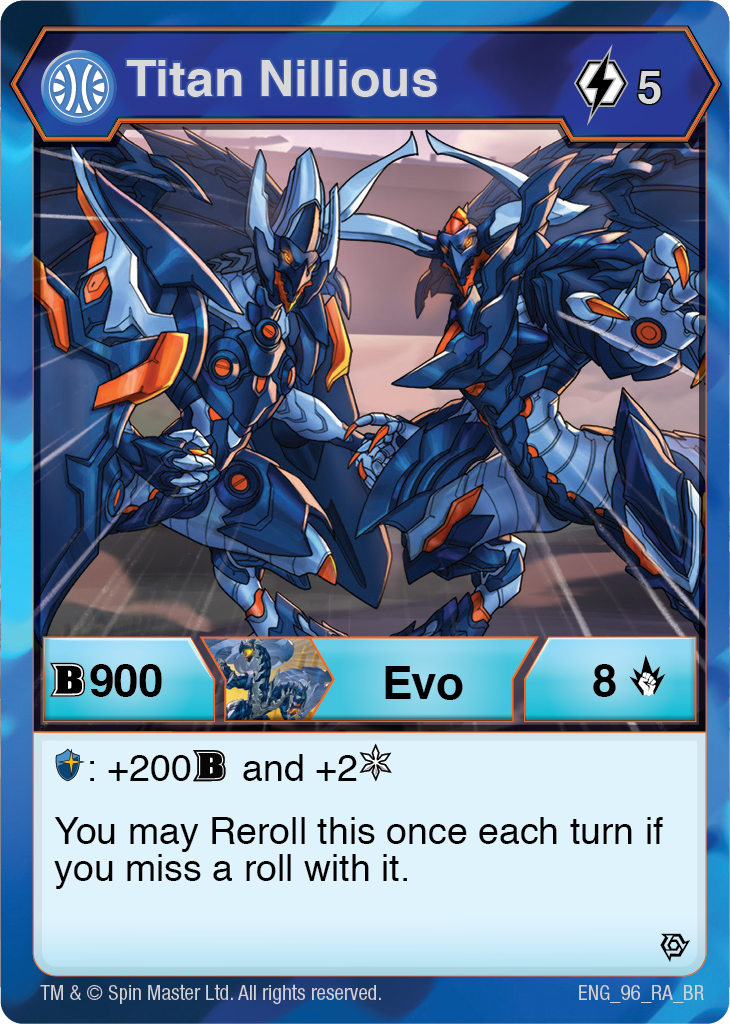 Titan Nillious
5
B 900
Evo
8
: +200B and +2
You may Reroll this once each turn if
you miss a roll with it.
TM & © Spin Master Ltd. All rights reserved.
ENG_96_RA_BR